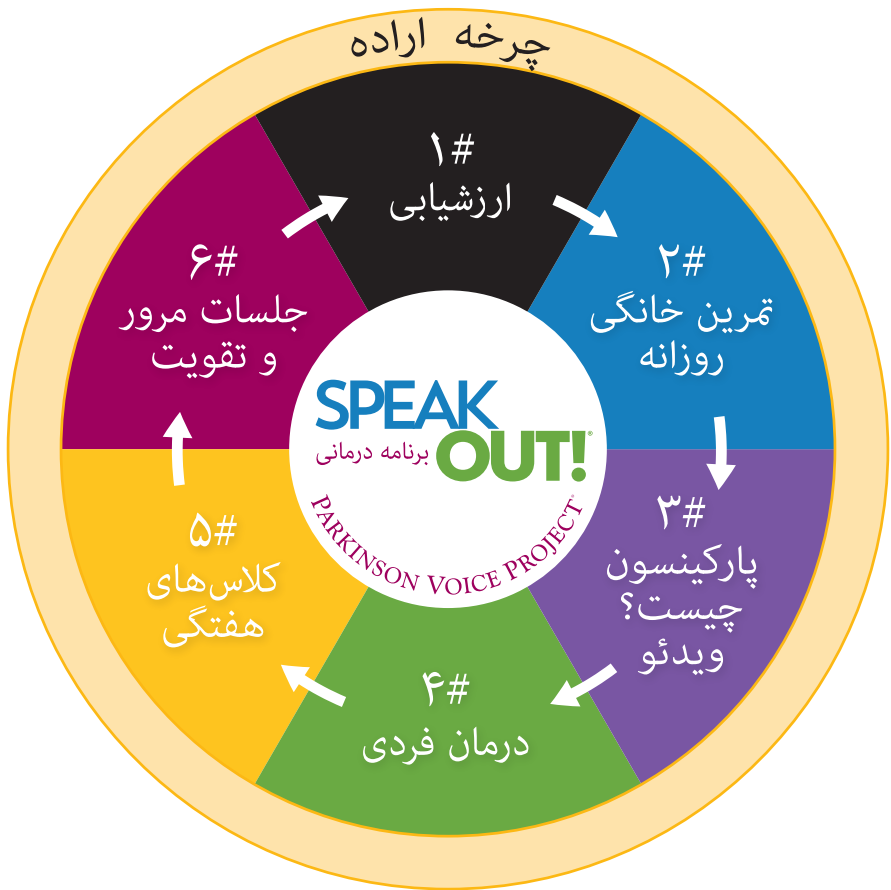 چرخه اراده
#۱
ارزشیابی
#۲
تمرین خانگی
روزانه
#۳
پارکینسون
چیست؟
ویدئو
#۴
درمان فردی
#۵
کلاس‌های
هفتگی
#۶
جلسات مرور
و تقویت
SPEAK
OUT!®
برنامه درمانی
PARKINSON VOICE PROJECT®